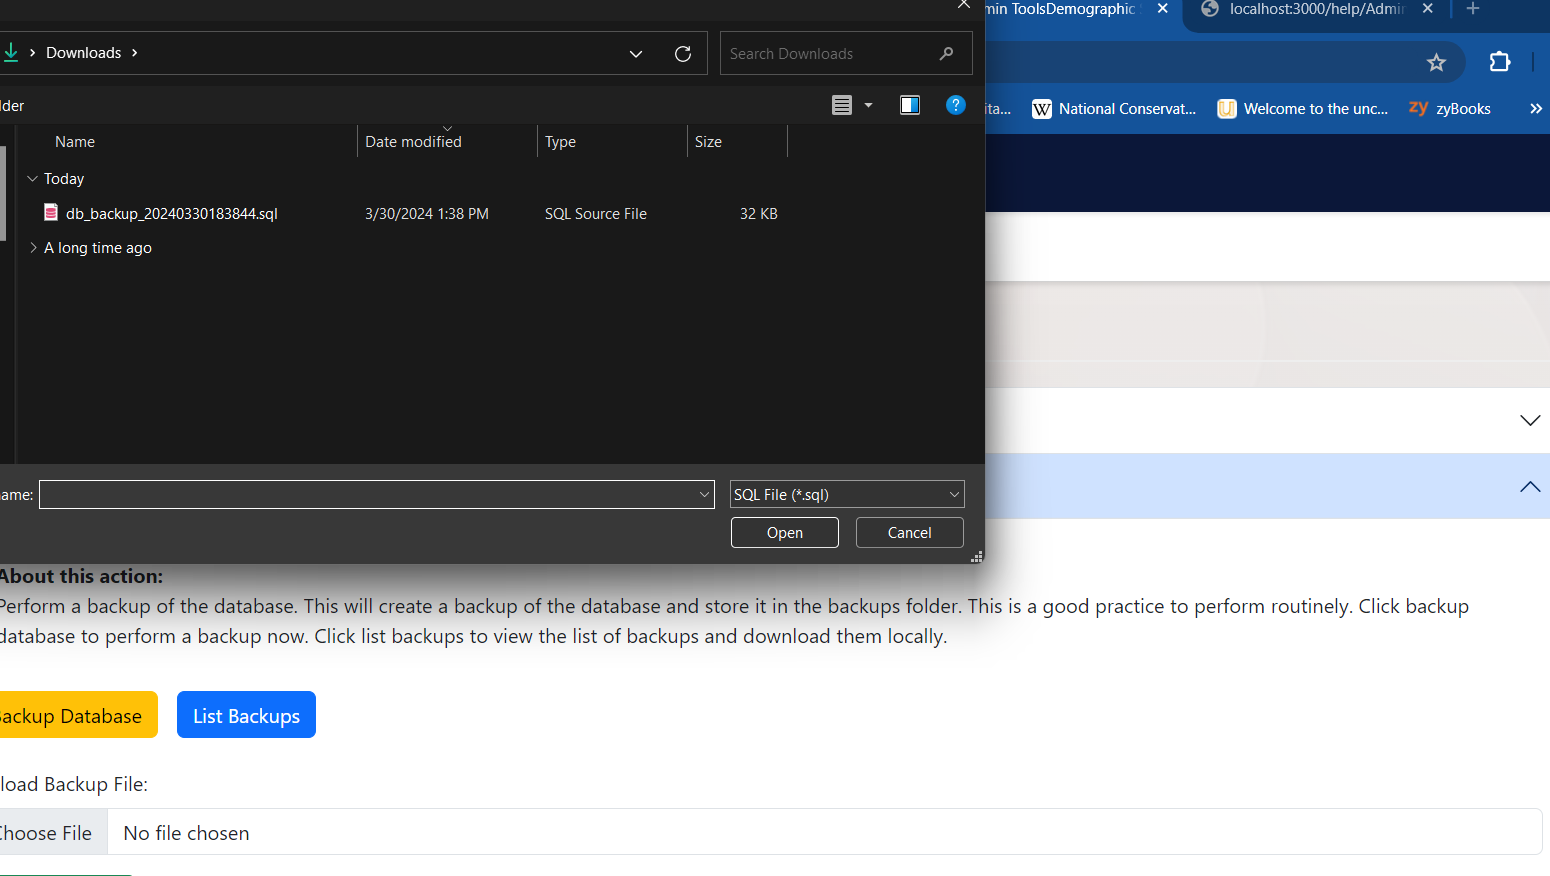 min ToolsDemographic
localhost:3000/help/Admin
Downloads
Search Downloads
lder
ita...
National Conservat...
Welcome to the unc...
zy zyBooks
Name Date modified Type Size
Today
db_backup_20240330183844.sql 3/30/2024 1:38 PM SQL Source File 32 KB
A long time ago
ame:
SQL File (*.sql)
Open
Cancel
About this action:
Perform a backup of the database. This will create a backup of the database and store it in the backups folder. This is a good practice to perform routinely. Click backup
database to perform a backup now. Click list backups to view the list of backups and download them locally.
Backup Database
List Backups
load Backup File:
Choose File
No file chosen